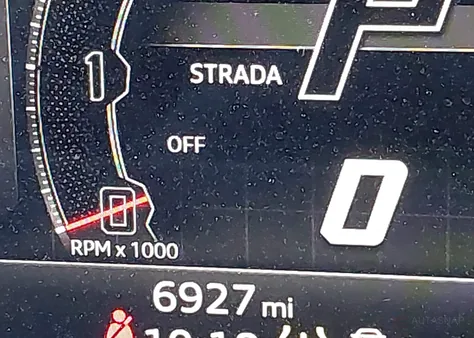 P
1
STRADA
OFF
0
0
RPM x 1000
6927 mi